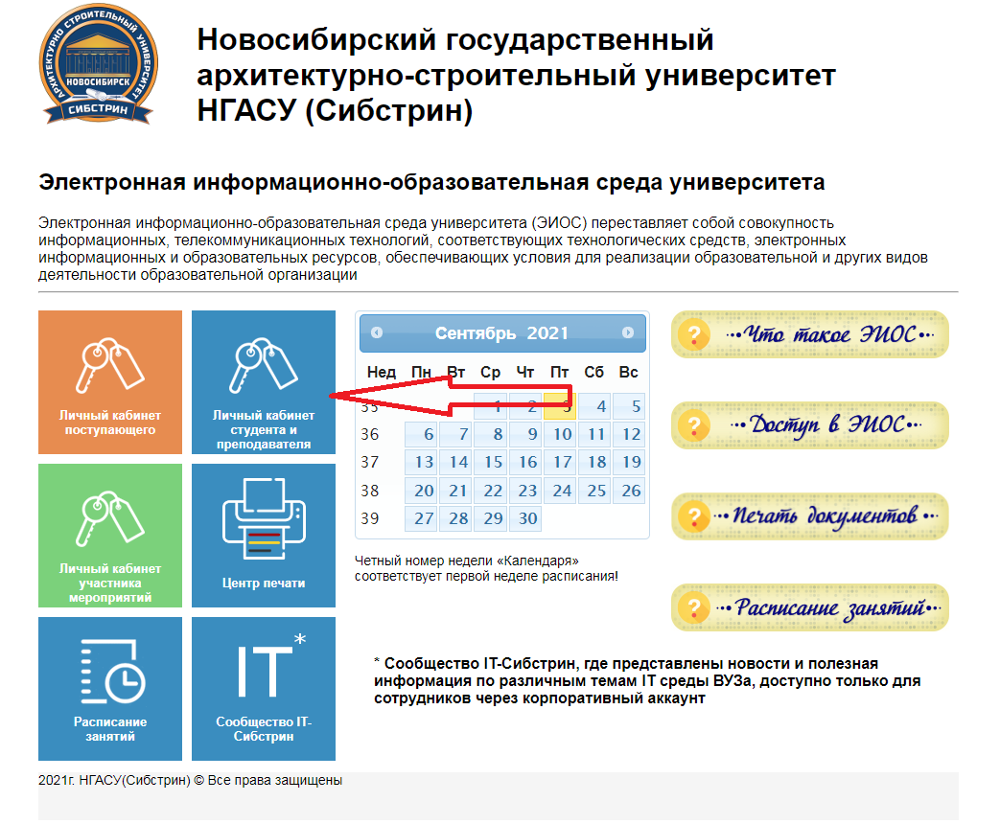 АРХИТЕКТУРНО СТРОИТЕЛЬНЫЙ УНИВЕРСИТЕТ
НОВОСИБИРСК
СИБСТРИН
Новосибирский государственный
архитектурно-строительный университет
НГАСУ (Сибстрин)
Электронная информационно-образовательная среда университета
Электронная информационно-образовательная среда университета (ЭИОС) переставляет собой совокупность
информационных, телекоммуникационных технологий, соответствующих технологических средств, электронных
информационных и образовательных ресурсов, обеспечивающих условия для реализации образовательной и других видов
деятельности образовательной организации
Личный кабинет
поступающего
Личный кабинет
студента и
преподавателя
Личный кабинет
участника
мероприятий
Центр печати
Расписание
занятий
IT*
Сообщество IT-
Сибстрин
Сентябрь 2021
Нед Пн Вт Ср Чт Пт Сб Вс
35 1 2 3 4 5
36 6 7 8 9 10 11 12
37 13 14 15 16 17 18 19
38 20 21 22 23 24 25 26
39 27 28 29 30
Четный номер недели «Календаря»
соответствует первой неделе расписания!
? Что такое ЭИОС
? Доступ в ЭИОС
? Печать документов
? Расписание занятий
* Сообщество IT-Сибстрин, где представлены новости и полезная
информация по различным темам IT среды ВУЗа, доступно только для
сотрудников через корпоративный аккаунт
2021г. НГАСУ(Сибстрин) © Все права защищены